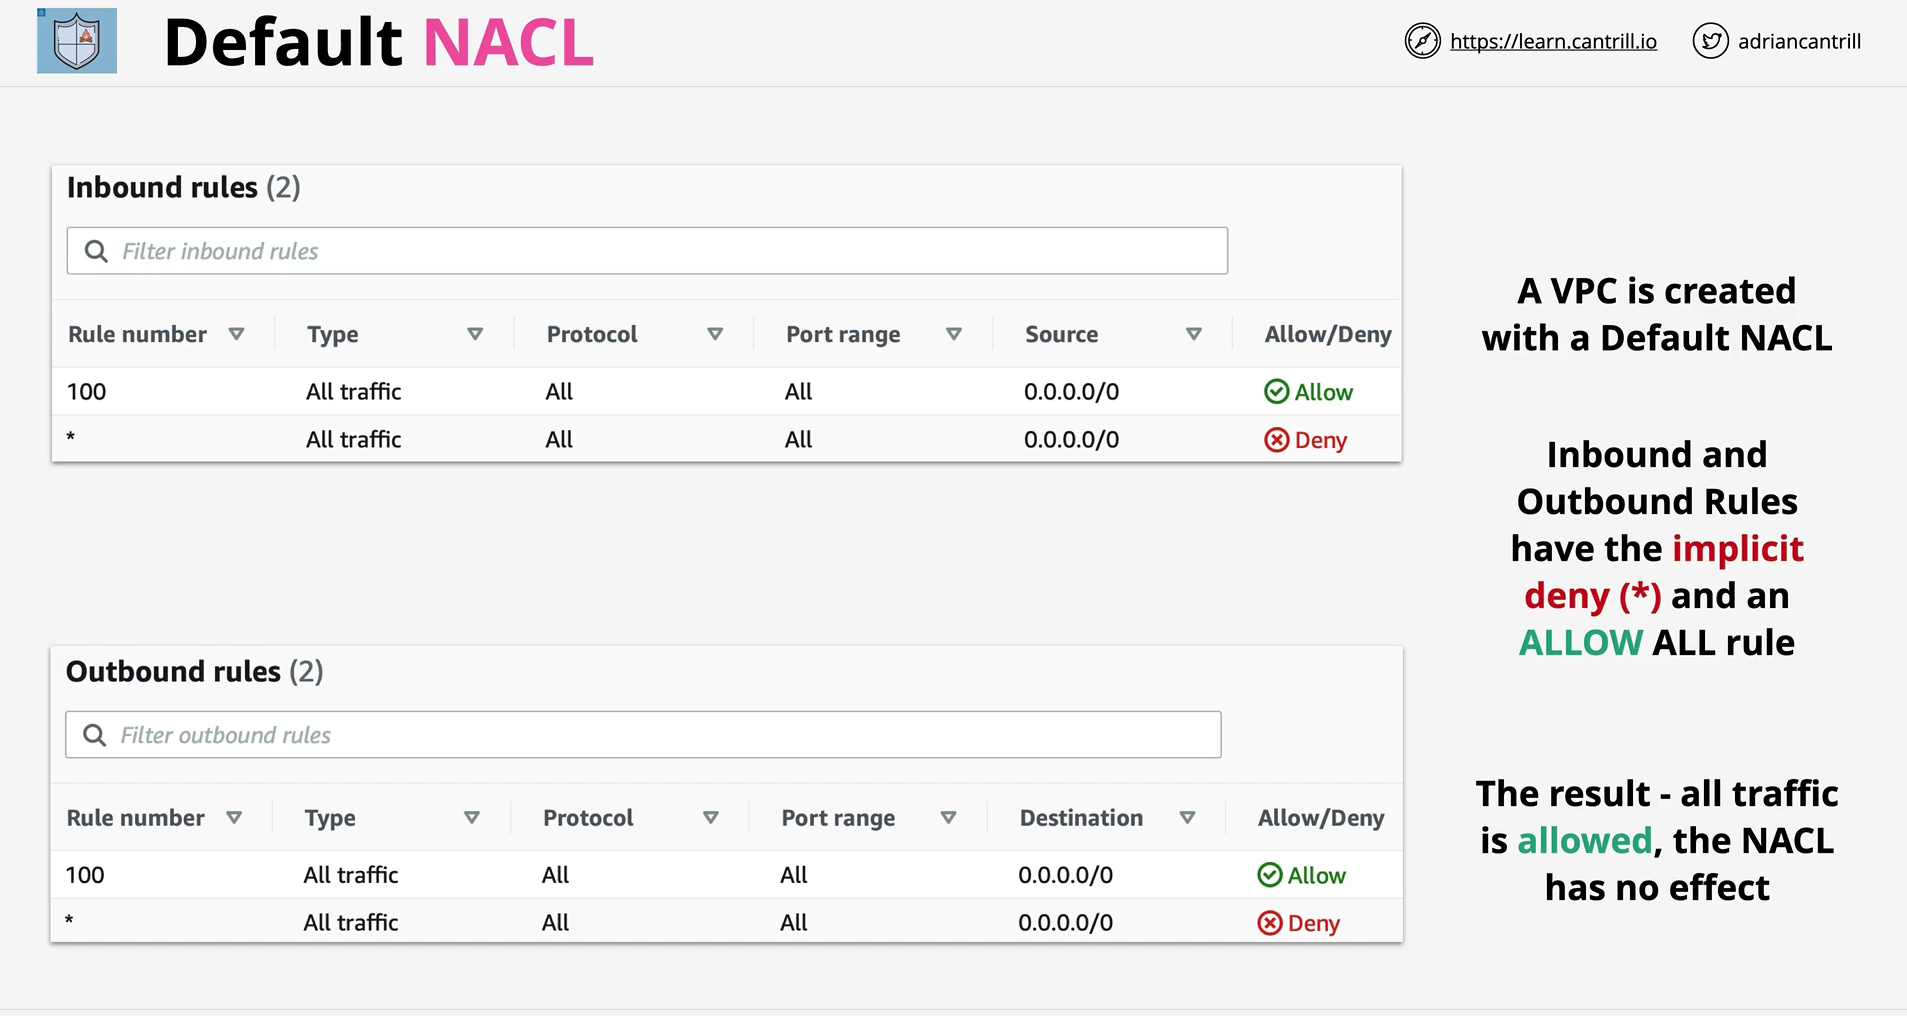 Default NACL
https://learn.cantrill.io
adriancantrill
Inbound rules (2)
Filter inbound rules
Rule number Type Protocol Port range Source Allow/Deny
100 All traffic All All 0.0.0.0/0 Allow
* All traffic All All 0.0.0.0/0 Deny
Outbound rules (2)
Filter outbound rules
Rule number Type Protocol Port range Destination Allow/Deny
100 All traffic All All 0.0.0.0/0 Allow
* All traffic All All 0.0.0.0/0 Deny
A VPC is created
with a Default NACL
Inbound and
Outbound Rules
have the implicit
deny (*) and an
ALLOW ALL rule
The result - all traffic
is allowed, the NACL
has no effect